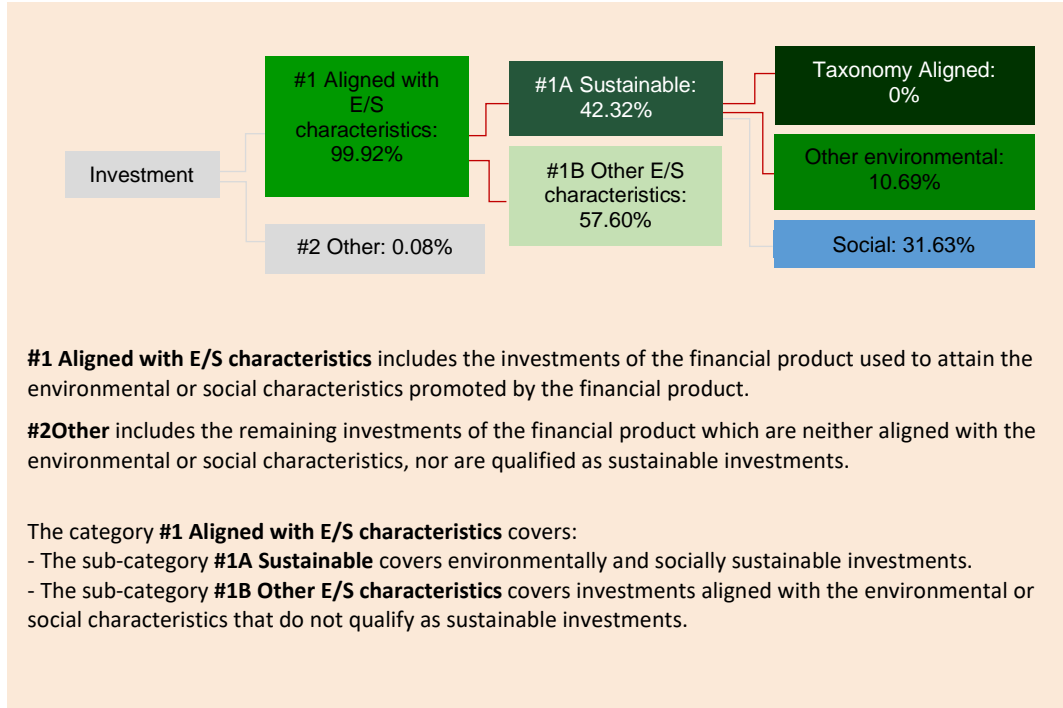 Investment
#1 Aligned with
E/S
characteristics:
99.92%
#2 Other: 0.08%
#1A Sustainable:
42.32%
#1B Other E/S
characteristics:
57.60%
Taxonomy Aligned:
0%
Other environmental:
10.69%
Social: 31.63%
#1 Aligned with E/S characteristics includes the investments of the financial product used to attain the
environmental or social characteristics promoted by the financial product.
#2Other includes the remaining investments of the financial product which are neither aligned with the
environmental or social characteristics, nor are qualified as sustainable investments.
The category #1 Aligned with E/S characteristics covers:
- The sub-category #1A Sustainable covers environmentally and socially sustainable investments.
- The sub-category #1B Other E/S characteristics covers investments aligned with the environmental or
social characteristics that do not qualify as sustainable investments.